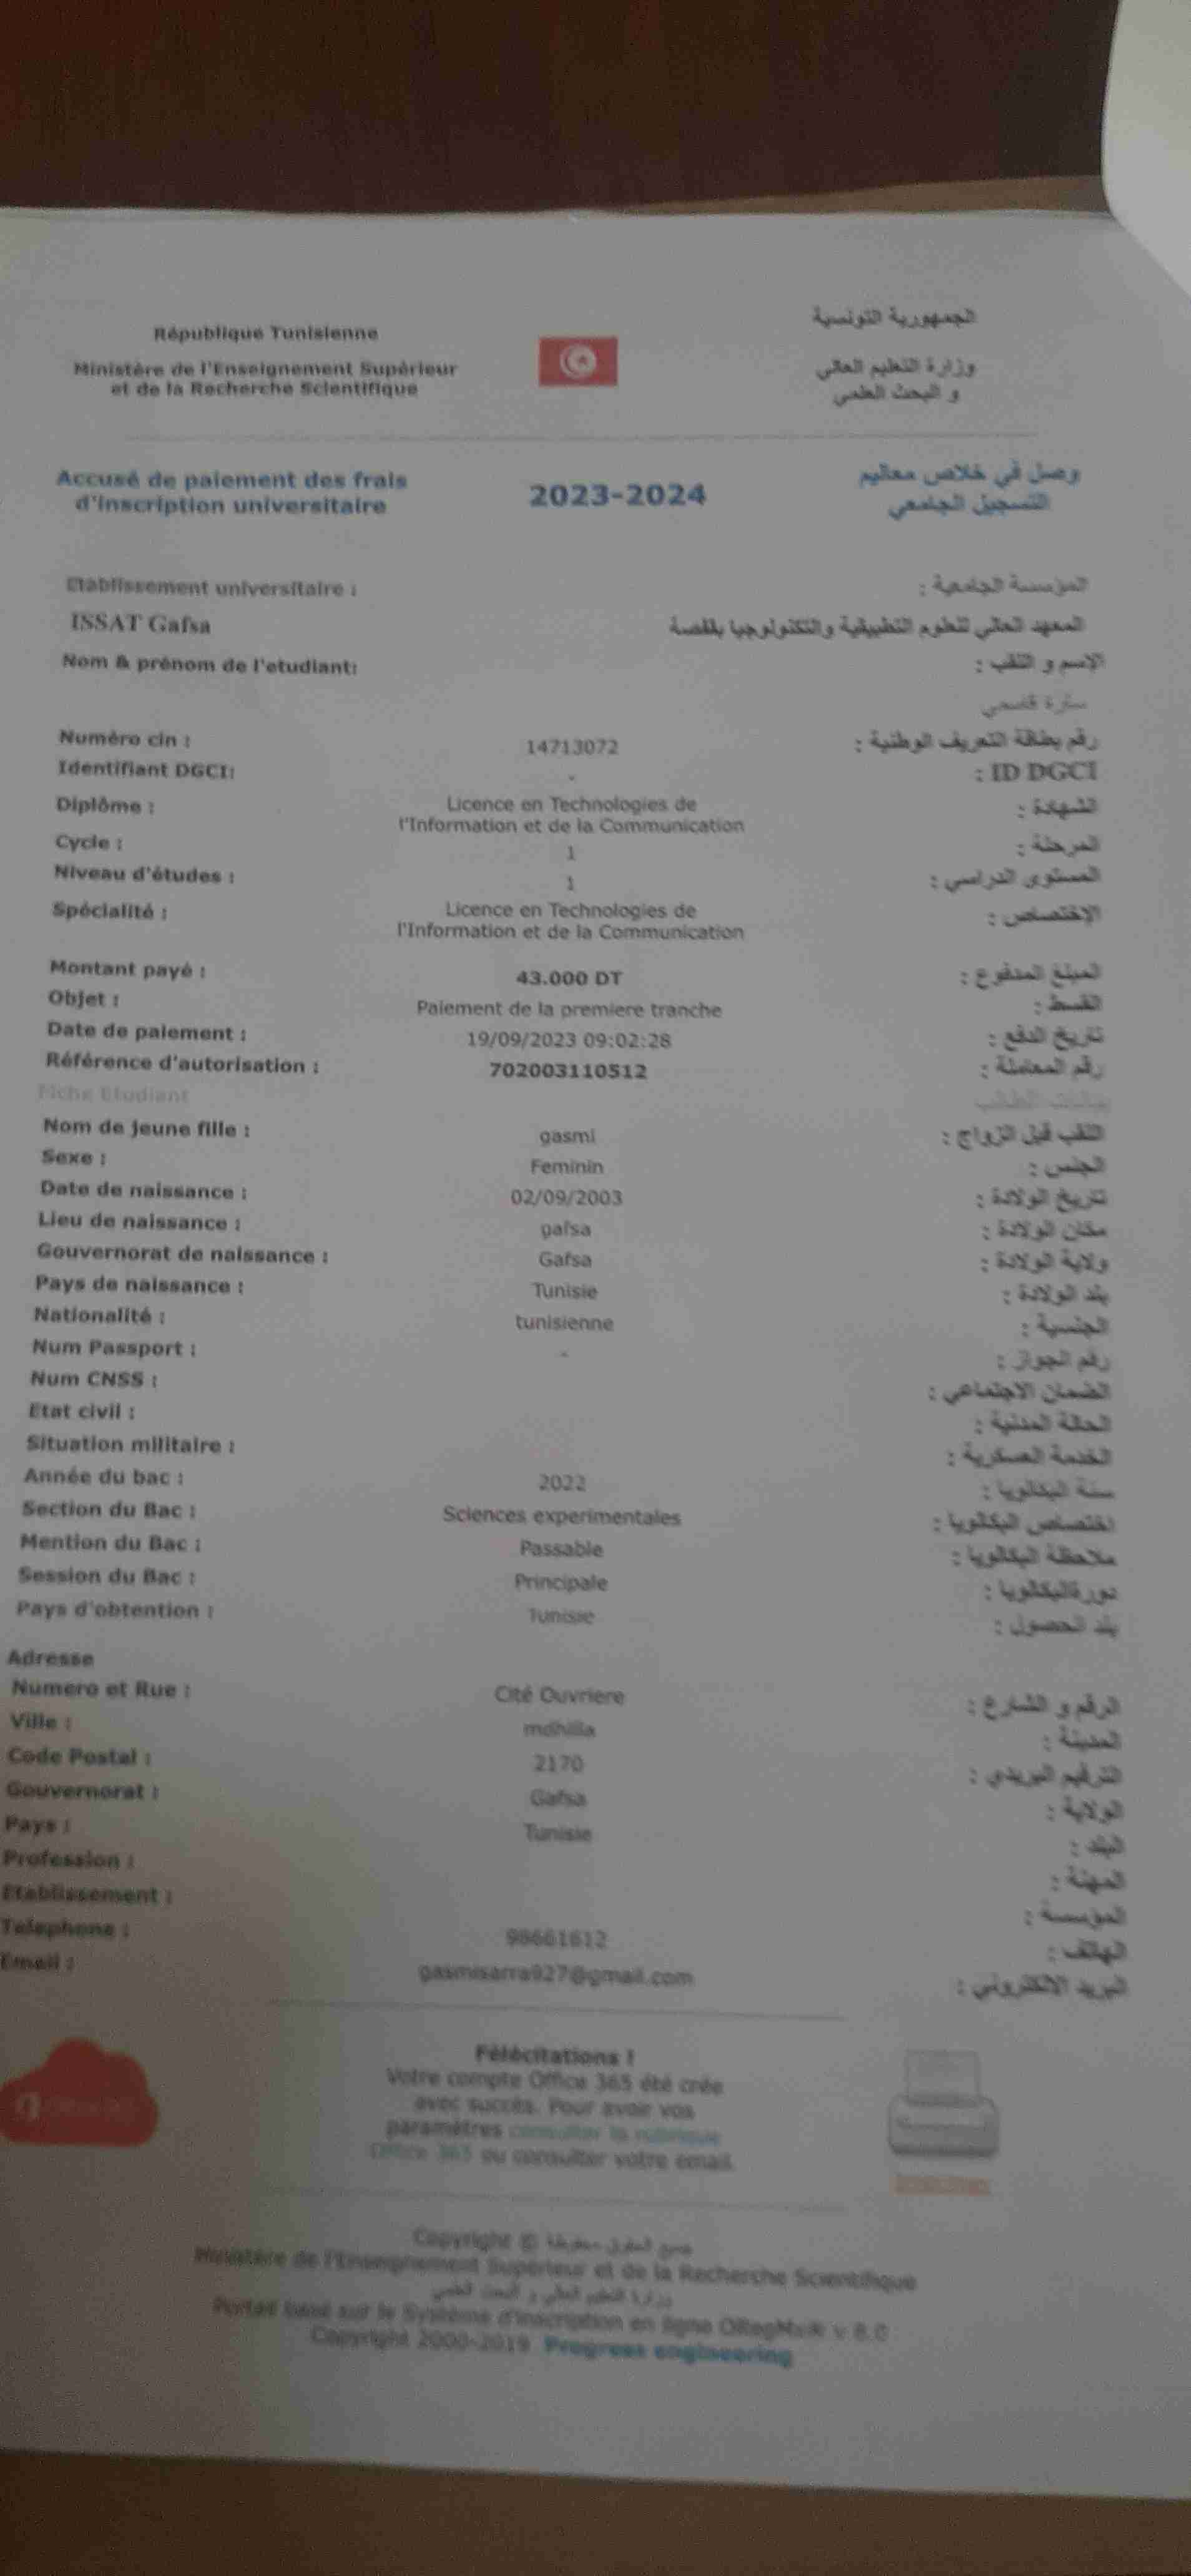 République Tunisienne
الجمهورية التونسية
Ministère de l'Enseignement Supérieur
et de la Recherche Scientifique
وزارة التعليم العالي
و البحث العلمي
Accusé de paiement des frais
d'inscription universitaire
2023-2024
وصل في خلاص معاليم
التسجيل الجامعي
Etablissement universitaire :
المؤسسة الجامعية :
ISSAT Gafsa
المعهد العالي للعلوم التطبيقية والتكنولوجيا بقفصة
Nom & prénom de l'etudiant:
الإسم و اللقب :
سارة قاسمي
Numéro cin : 14713072 رقم بطاقة التعريف الوطنية :
Identifiant DGCI: - ID DGCI :
Diplôme : Licence en Technologies de
l'Information et de la Communication الشهادة :
Cycle : 1 المرحلة :
Niveau d'études : 1 المستوى الدراسي :
Spécialité : Licence en Technologies de
l'Information et de la Communication الإختصاص :
Montant payé : 43.000 DT المبلغ المدفوع :
Objet : Paiement de la premiere tranche القسط :
Date de paiement : 19/09/2023 09:02:28 تاريخ الدفع :
Référence d'autorisation : 702003110512 رقم المعاملة :
Fiche Etudiant
Nom de jeune fille : gasmi اللقب قبل الزواج :
Sexe : Feminin الجنس :
Date de naissance : 02/09/2003 تاريخ الولادة :
Lieu de naissance : gafsa مكان الولادة :
Gouvernorat de naissance : Gafsa ولاية الولادة :
Pays de naissance : Tunisie بلد الولادة :
Nationalité : tunisienne الجنسية :
Num Passport : - رقم الجواز :
Num CNSS : الضمان الاجتماعي :
Etat civil : الحالة المدنية :
Situation militaire : الخدمة العسكرية :
Année du bac : 2022 سنة البكالوريا :
Section du Bac : Sciences experimentales اختصاص البكالوريا :
Mention du Bac : Passable ملاحظة البكالوريا :
Session du Bac : Principale دورةالبكالوريا :
Pays d'obtention : Tunisie بلد الحصول :
Adresse
Numero et Rue : Cité Ouvriere الرقم و الشارع :
Ville : mdhilla المدينة :
Code Postal : 2170 الترقيم البريدي :
Gouvernorat : Gafsa الولاية :
Pays : Tunisie البلد :
Profession : المهنة :
Etablissement : المؤسسة :
Telephone : 98661612 الهاتف :
Email : gasmisarra927@gmail.com البريد الالكتروني :
Félécitations !
Votre compte Office 365 été crée
avec succès. Pour avoir vos
paramètres consulter la rubrique
Office 365 ou consulter votre email.
Copyright © جميع الحقوق محفوظة
Ministère de l'Enseignement Supérieur et de la Recherche Scientifique
وزارة التعليم العالي و البحث العلمي
Portail basé sur le Système d'inscription en ligne v 8.0
Copyright 2000-2019 Progress engineering